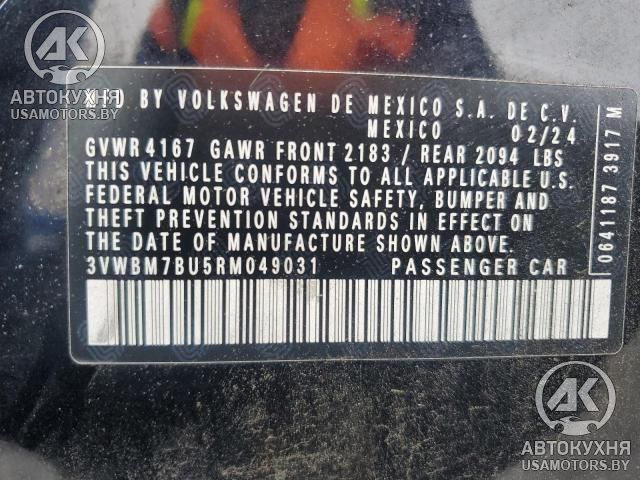 АК
АВТОКУХНЯ
USAMOTORS.BY
BY VOLKSWAGEN DE MEXICO S.A. DE C.V.
MEXICO 02/24
GVWR 4167 GAWR FRONT 2183 / REAR 2094 LBS
THIS VEHICLE CONFORMS TO ALL APPLICABLE U.S.
FEDERAL MOTOR VEHICLE SAFETY, BUMPER AND
THEFT PREVENTION STANDARDS IN EFFECT ON
THE DATE OF MANUFACTURE SHOWN ABOVE.
3VWBM7BU5RM049031 PASSENGER CAR
0641187 3917 M
АК
АВТОКУХНЯ
USAMOTORS.BY